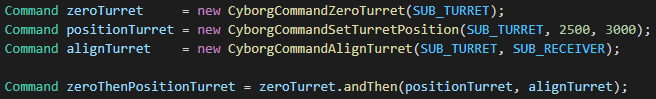 Command zeroTurret     = new CyborgCommandZeroTurret(SUB_TURRET);
Command positionTurret = new CyborgCommandSetTurretPosition(SUB_TURRET, 2500, 3000);
Command alignTurret    = new CyborgCommandAlignTurret(SUB_TURRET, SUB_RECEIVER);
Command zeroThenPositionTurret = zeroTurret.andThen(positionTurret, alignTurret);